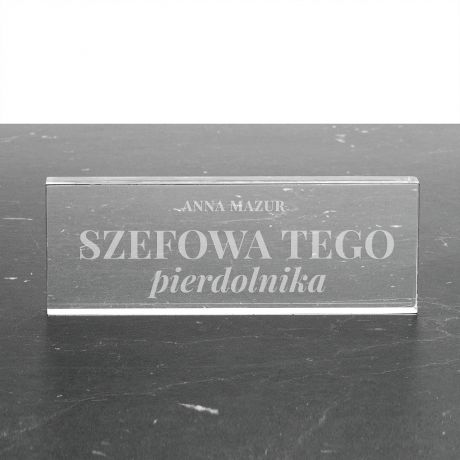 ANNA MAZUR
SZEFOWA TEGO
pierdolnika